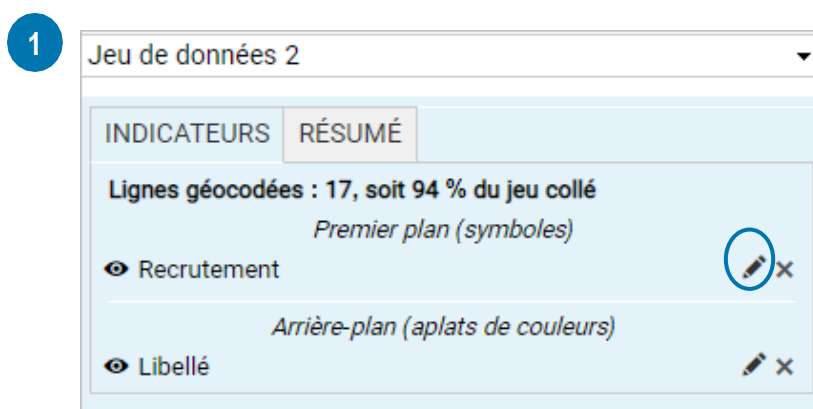 1
Jeu de données 2
INDICATEURS RÉSUMÉ
Lignes géocodées : 17, soit 94 % du jeu collé
Premier plan (symboles)
Recrutement
Arrière-plan (aplats de couleurs)
Libellé